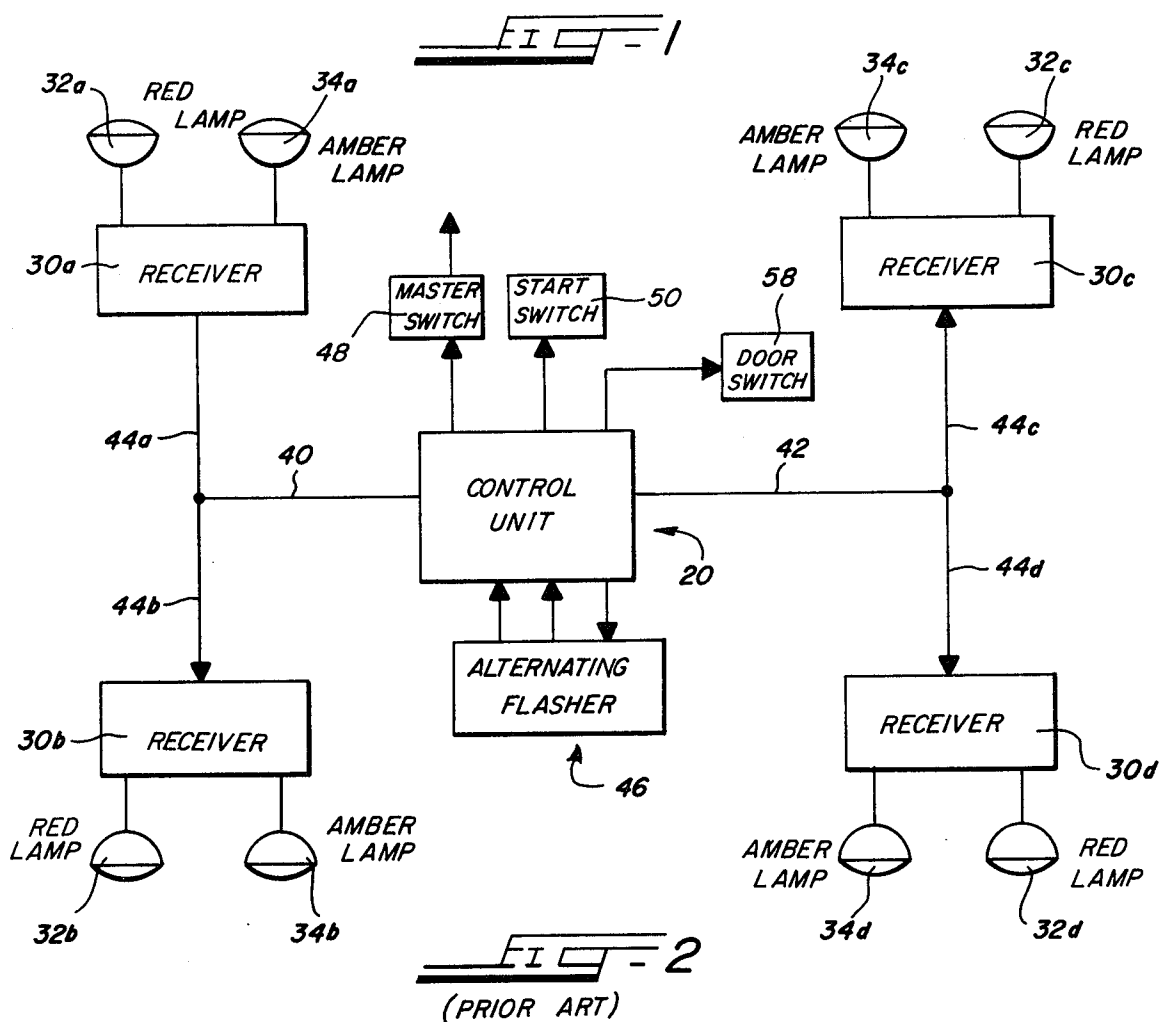 FIG-1
32a
RED LAMP
34a
AMBER LAMP
34c
AMBER LAMP
32c
RED LAMP
30a
RECEIVER
RECEIVER
30c
MASTER SWITCH
48
START SWITCH
50
58
DOOR SWITCH
44a
40
CONTROL UNIT
42
44c
20
44b
44d
ALTERNATING FLASHER
46
30b
RECEIVER
RECEIVER
30d
RED LAMP
AMBER LAMP
AMBER LAMP
RED LAMP
32b
34b
34d
32d
FIG-2
(PRIOR ART)